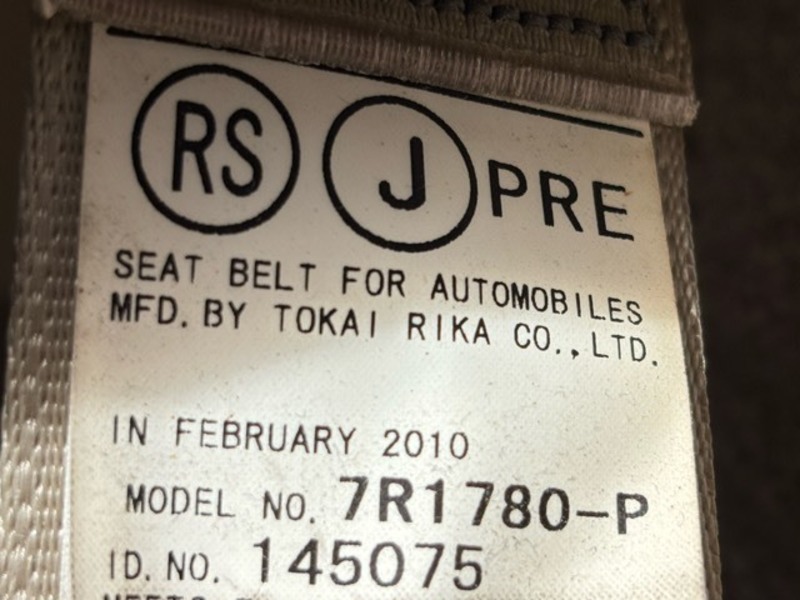 RS J PRE
SEAT BELT FOR AUTOMOBILES
MFD. BY TOKAI RIKA CO., LTD.
IN FEBRUARY 2010
MODEL NO. 7R1780-P
ID. NO. 145075